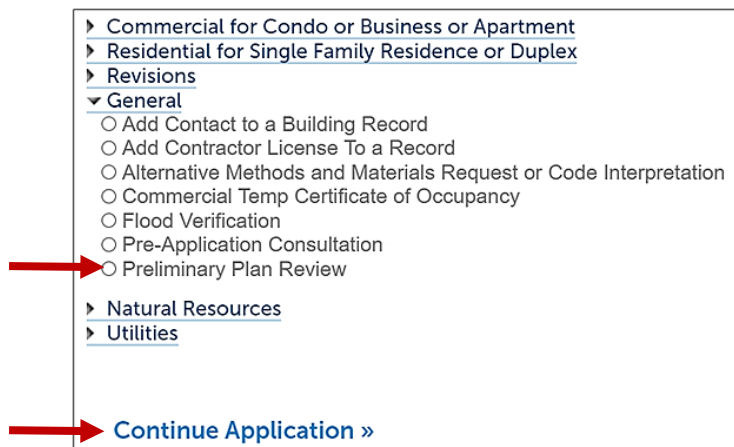 Commercial for Condo or Business or Apartment
Residential for Single Family Residence or Duplex
Revisions
General
Add Contact to a Building Record
Add Contractor License To a Record
Alternative Methods and Materials Request or Code Interpretation
Commercial Temp Certificate of Occupancy
Flood Verification
Pre-Application Consultation
Preliminary Plan Review
Natural Resources
Utilities
Continue Application »